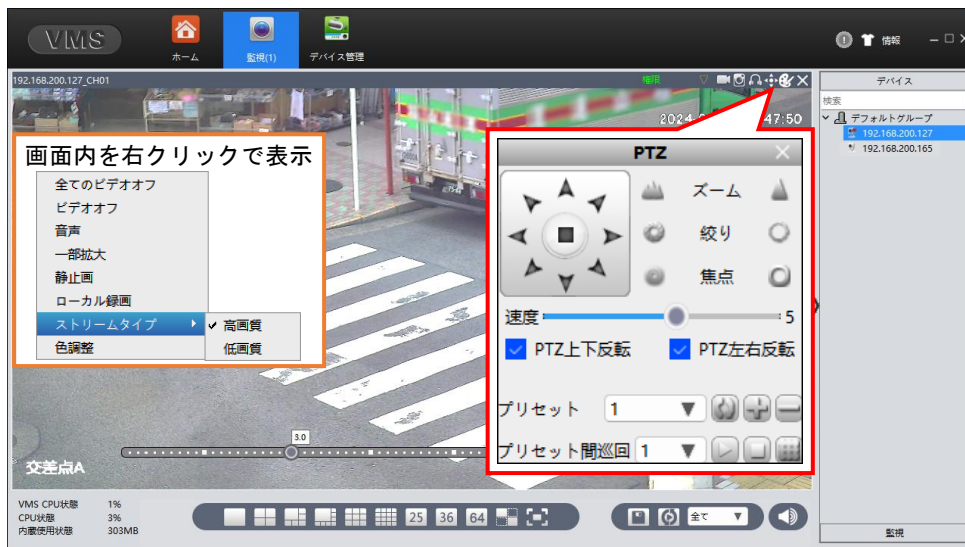 VMS
ホーム
監視(1)
デバイス管理
情報
192.168.200.127_CH01
権限
47:50
画面内を右クリックで表示
全てのビデオオフ
ビデオオフ
音声
一部拡大
静止画
ローカル録画
ストリームタイプ
高画質
低画質
色調整
PTZ
ズーム
絞り
焦点
速度 5
PTZ上下反転 PTZ左右反転
プリセット 1
プリセット間巡回 1
3.0
交差点A
デバイス
検索
デフォルトグループ
192.168.200.127
192.168.200.165
VMS CPU状態 1%
CPU状態 3%
内蔵使用状態 303MB
25 36 64
全て
監視